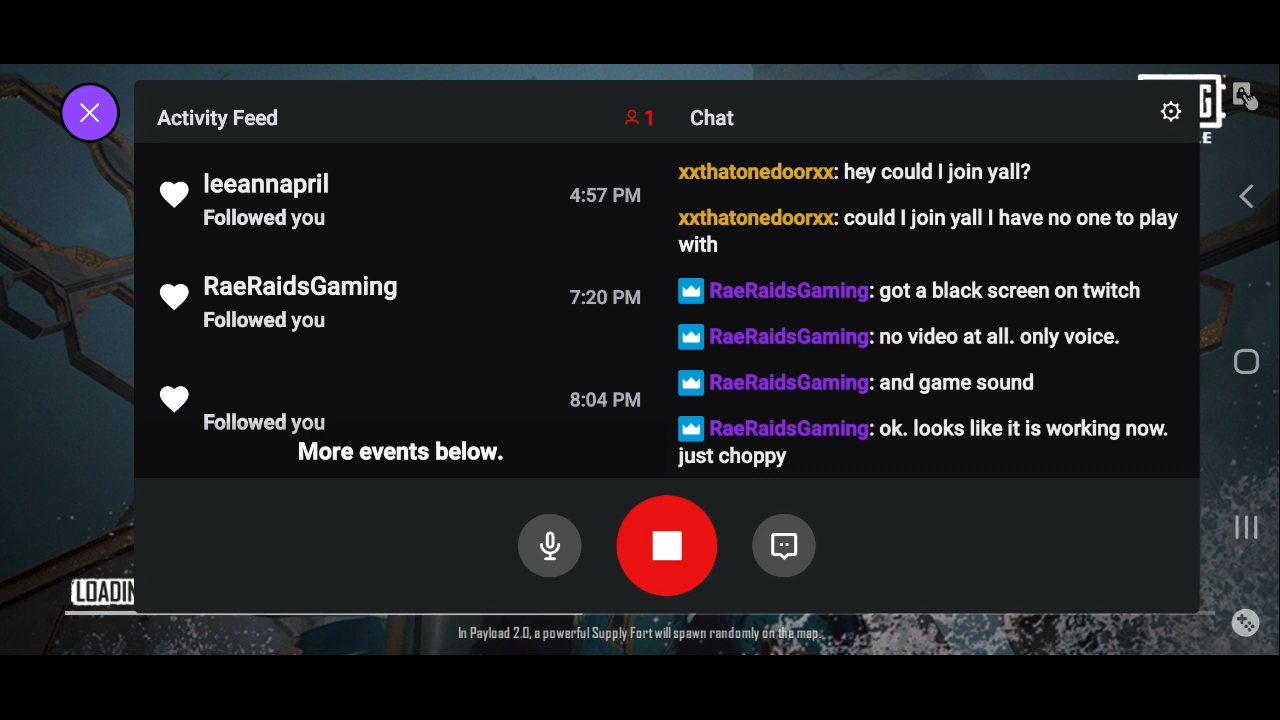 Activity Feed
1
Chat
leeannapril
Followed you
4:57 PM
RaeRaidsGaming
Followed you
7:20 PM
Followed you
8:04 PM
More events below.
xxthatonedoorxx: hey could I join yall?
xxthatonedoorxx: could I join yall I have no one to play
with
RaeRaidsGaming: got a black screen on twitch
RaeRaidsGaming: no video at all. only voice.
RaeRaidsGaming: and game sound
RaeRaidsGaming: ok. looks like it is working now.
just choppy
G
E
LOADIN
In Payload 2.0, a powerful Supply Fort will spawn randomly on the map.